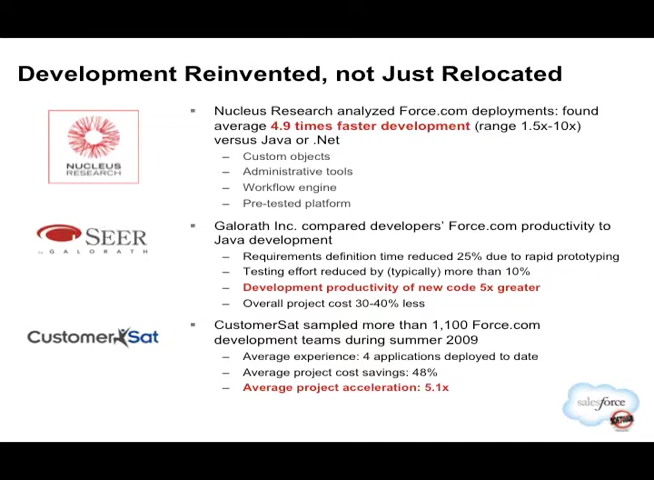 Development Reinvented, not Just Relocated
NUCLEUS
RESEARCH
Nucleus Research analyzed Force.com deployments: found
average 4.9 times faster development (range 1.5x-10x)
versus Java or .Net
– Custom objects
– Administrative tools
– Workflow engine
– Pre-tested platform
SEER
by GALORATH
Galorath Inc. compared developers' Force.com productivity to
Java development
– Requirements definition time reduced 25% due to rapid prototyping
– Testing effort reduced by (typically) more than 10%
– Development productivity of new code 5x greater
– Overall project cost 30-40% less
CustomerSat
CustomerSat sampled more than 1,100 Force.com
development teams during summer 2009
– Average experience: 4 applications deployed to date
– Average project cost savings: 48%
– Average project acceleration: 5.1x
salesforce
SOFTWARE